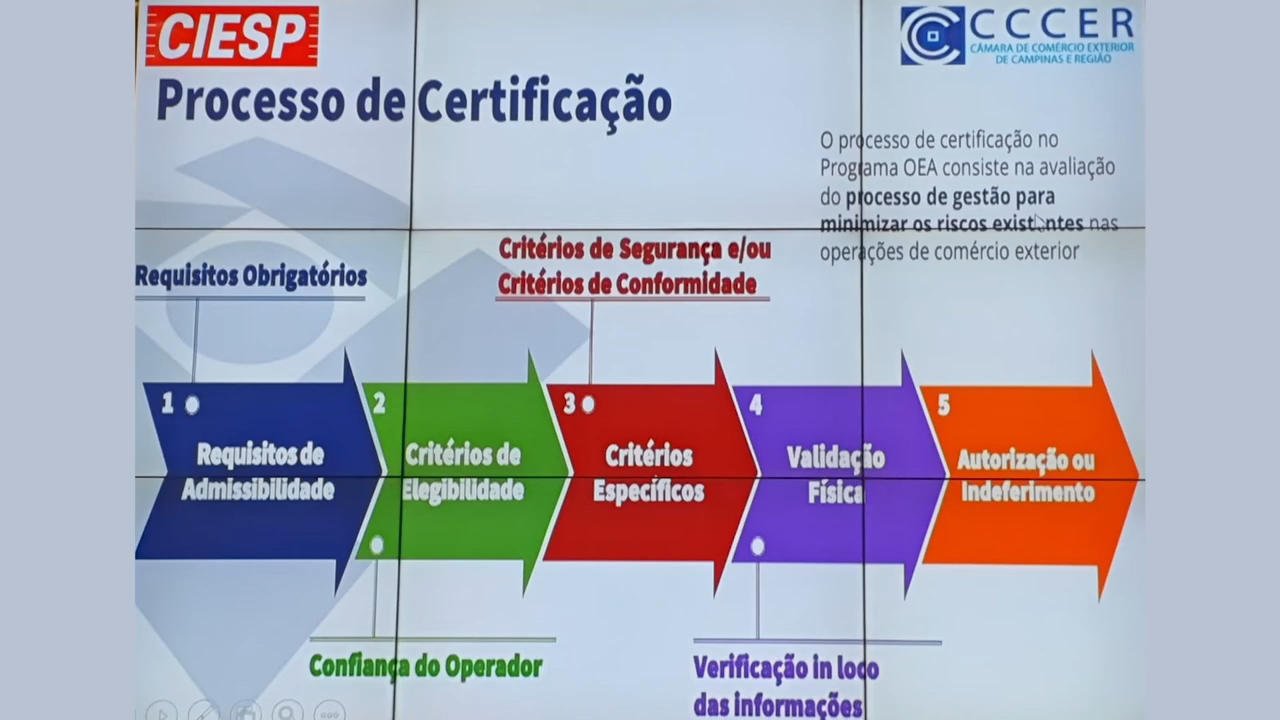 CIESP
CCCER
CÂMARA DE COMÉRCIO EXTERIOR
DE CAMPINAS E REGIÃO
Processo de Certificação
O processo de certificação no
Programa OEA consiste na avaliação
do processo de gestão para
minimizar os riscos existentes nas
operações de comércio exterior
Requisitos Obrigatórios
Critérios de Segurança e/ou
Critérios de Conformidade
1
Requisitos de
Admissibilidade
2
Critérios de
Elegibilidade
3
Critérios
Específicos
4
Validação
Física
5
Autorização ou
Indeferimento
Confiança do Operador
Verificação in loco
das informações